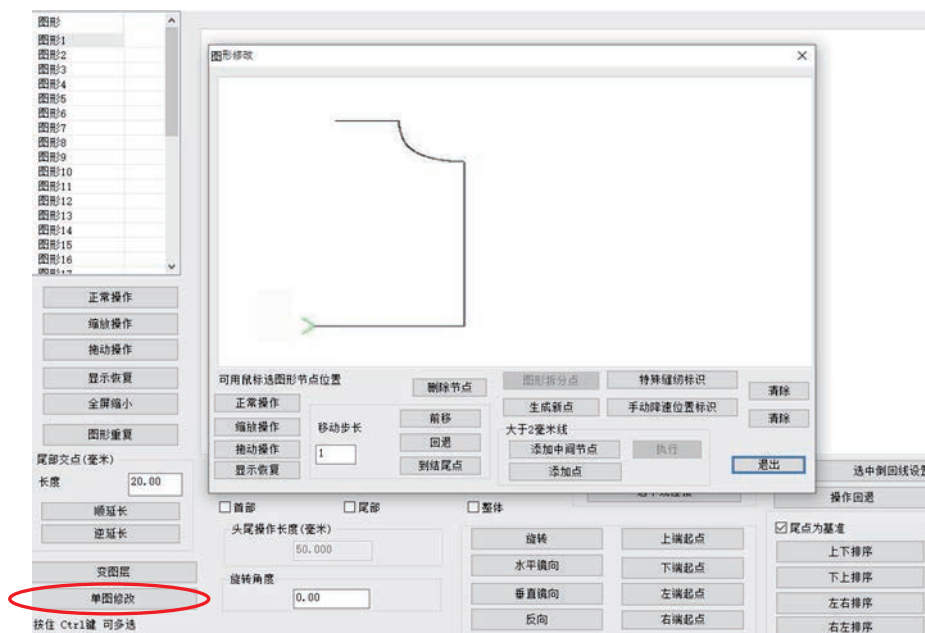 图形
图形1
图形2
图形3
图形4
图形5
图形6
图形7
图形8
图形9
图形10
图形11
图形12
图形13
图形14
图形15
图形16
图形17
正常操作
缩放操作
拖动操作
显示恢复
全屏缩小
图形重复
尾部交点(毫米)
长度 20.00
顺延长
逆延长
变图层
单图修改
按住 Ctrl键 可多选
图形修改
可用鼠标选图形节点位置
正常操作
缩放操作
拖动操作
显示恢复
移动步长
1
删除节点
前移
回退
到结尾点
图形拆分点
生成新点
大于2毫米线
添加中间节点
添加点
特殊缝纫标识
手动降速位置标识
执行
清除
清除
退出
首部 尾部 整体
头尾操作长度(毫米)
50.000
旋转角度
0.00
旋转
水平镜向
垂直镜向
反向
上端起点
下端起点
左端起点
右端起点
选中倒回线设置
操作回退
尾点为基准
上下排序
下上排序
左右排序
右左排序